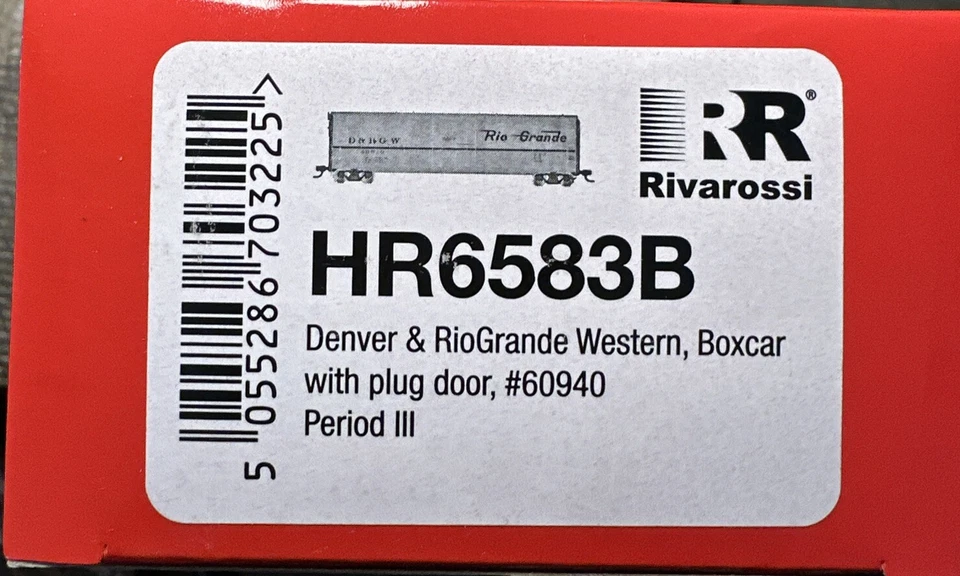 D & R G W
Rio Grande
RR®
Rivarossi
HR6583B
Denver & RioGrande Western, Boxcar
with plug door, #60940
Period III
5 055286 703225 >